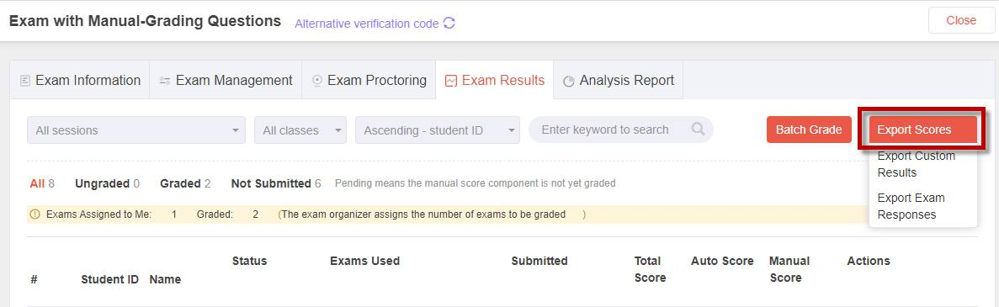 Exam with Manual-Grading Questions Alternative verification code Close
Exam Information Exam Management Exam Proctoring Exam Results Analysis Report
All sessions All classes Ascending - student ID Enter keyword to search Batch Grade Export Scores
Export Custom
Results
Export Exam
Responses
All 8 Ungraded 0 Graded 2 Not Submitted 6 Pending means the manual score component is not yet graded
Exams Assigned to Me: 1 Graded: 2 (The exam organizer assigns the number of exams to be graded )
# Student ID Name Status Exams Used Submitted Total Score Auto Score Manual Score Actions